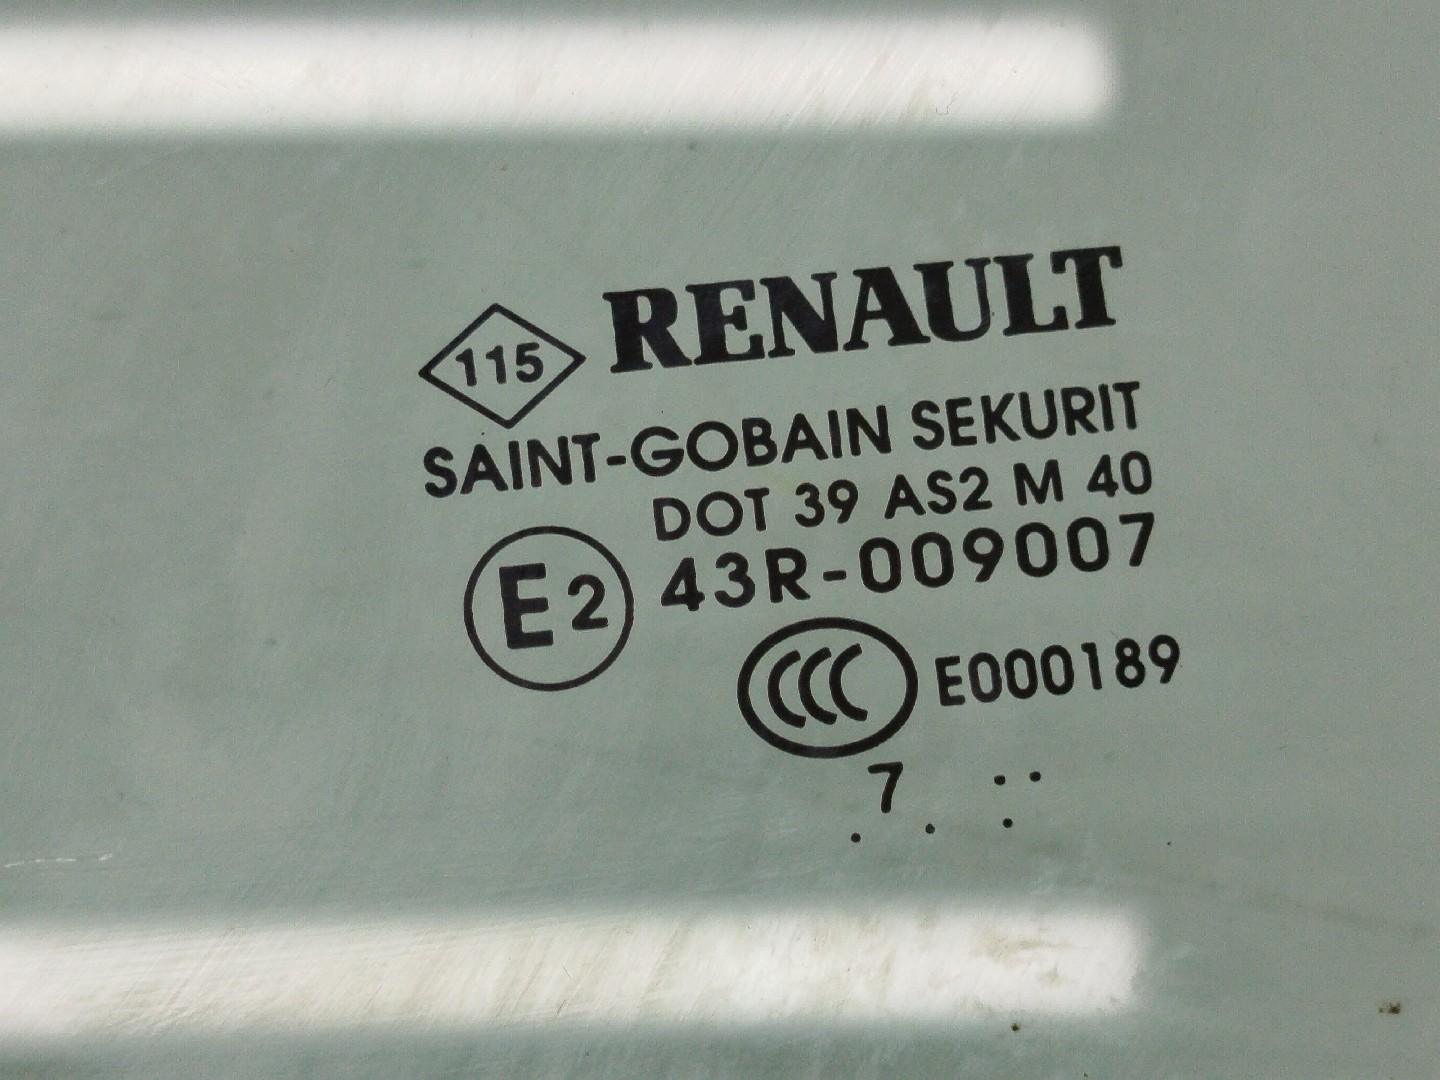 115 RENAULT
SAINT-GOBAIN SEKURIT
DOT 39 AS2 M 40
E2 43R-009007
CCC E000189
7